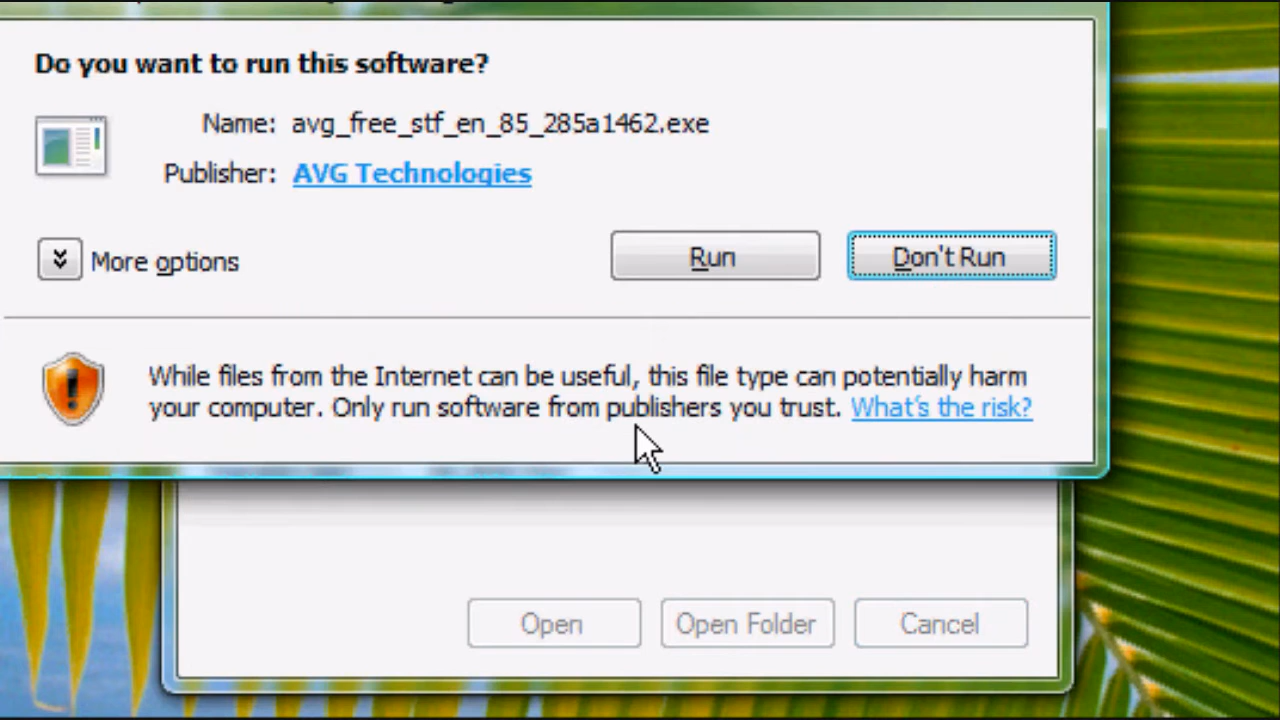 Do you want to run this software?
Name: avg_free_stf_en_85_285a1462.exe
Publisher: AVG Technologies
More options
Run
Don't Run
While files from the Internet can be useful, this file type can potentially harm
your computer. Only run software from publishers you trust. What's the risk?
Open
Open Folder
Cancel